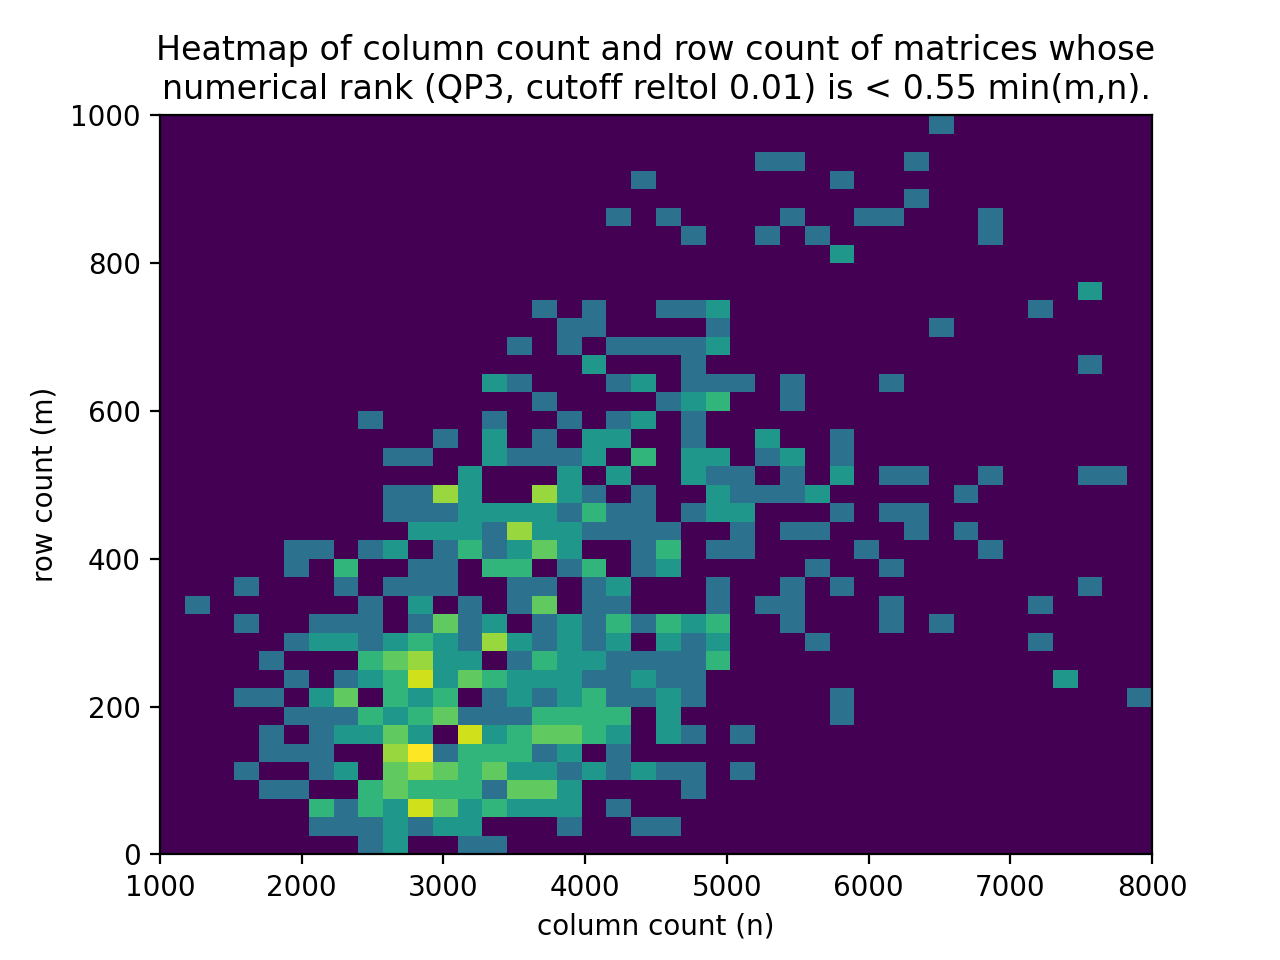 Heatmap of column count and row count of matrices whose
numerical rank (QP3, cutoff reltol 0.01) is < 0.55 min(m,n).
1000
800
600
400
200
0
row count (m)
1000 2000 3000 4000 5000 6000 7000 8000
column count (n)